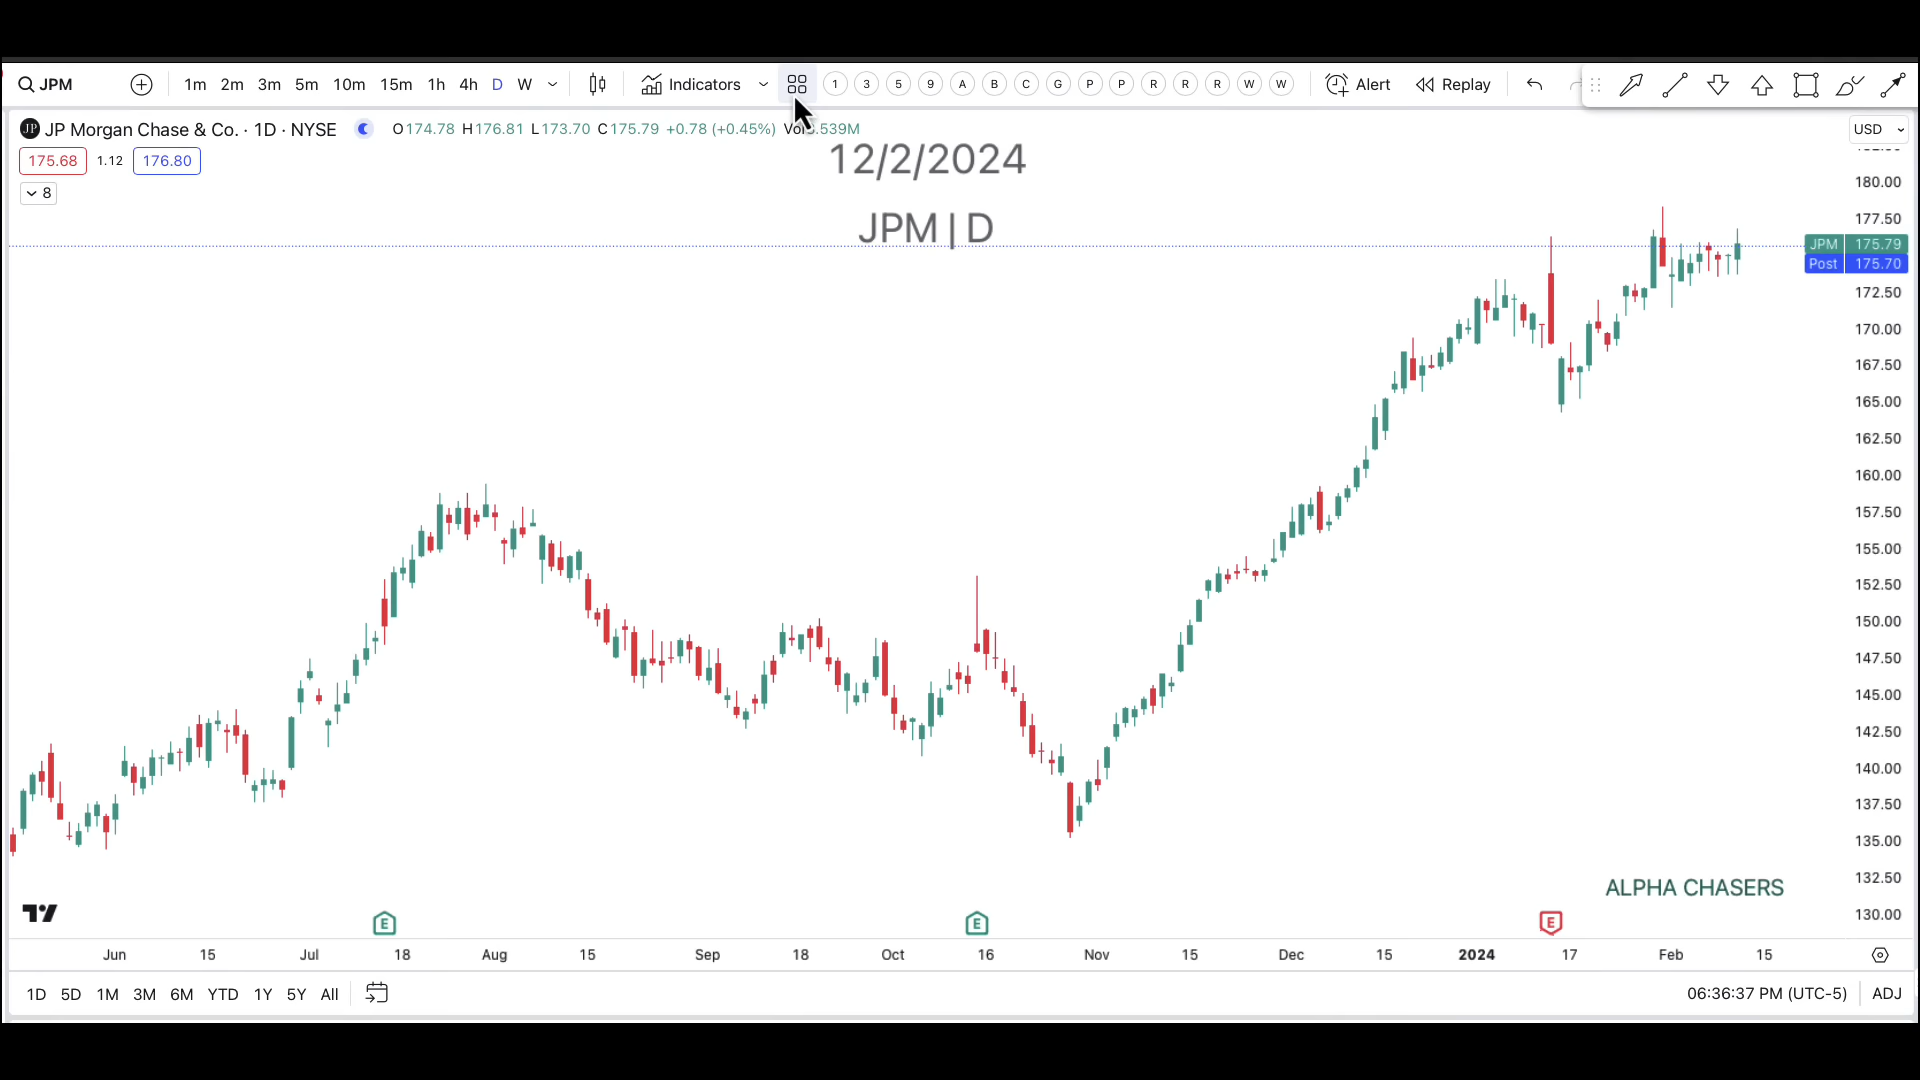 JPM 1m 2m 3m 5m 10m 15m 1h 4h D W Indicators 1 3 5 9 A B C G P P R R R W W Alert Replay
JP JP Morgan Chase & Co. · 1D · NYSE O174.78 H176.81 L173.70 C175.79 +0.78 (+0.45%) .539M USD
175.68 1.12 176.80
8
12/2/2024
JPM | D
180.00
177.50
JPM 175.79
Post 175.70
172.50
170.00
167.50
165.00
162.50
160.00
157.50
155.00
152.50
150.00
147.50
145.00
142.50
140.00
137.50
135.00
132.50
130.00
ALPHA CHASERS
E E E
Jun 15 Jul 18 Aug 15 Sep 18 Oct 16 Nov 15 Dec 15 2024 17 Feb 15
1D 5D 1M 3M 6M YTD 1Y 5Y All 06:36:37 PM (UTC-5) ADJ